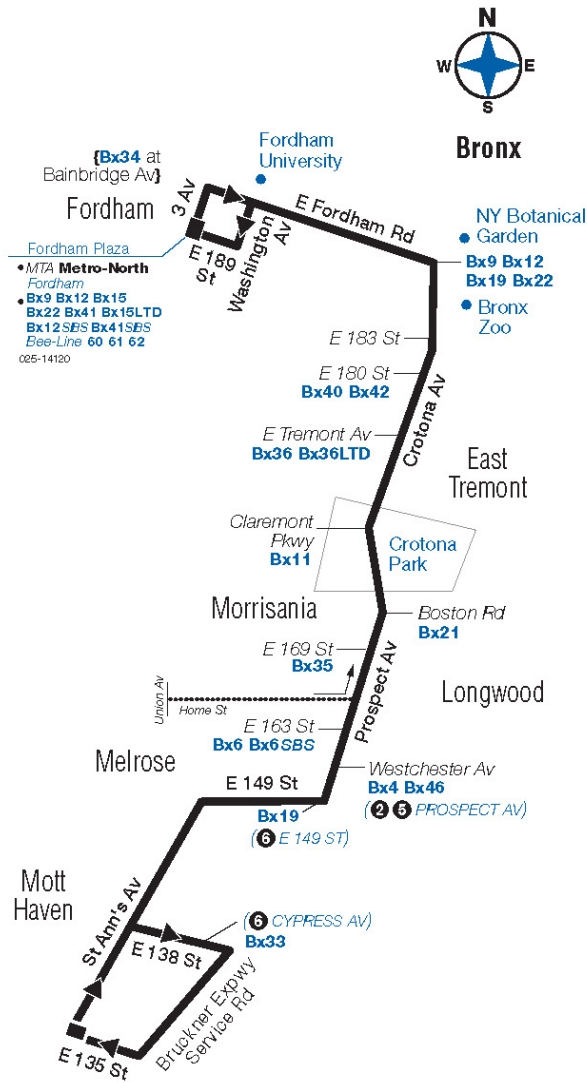 N
W
E
S
Bronx
{Bx34 at
Bainbridge Av}
Fordham
University
Fordham
3 Av
E Fordham Rd
Washington
Av
E 189
St
NY Botanical
Garden
Bx9 Bx12
Bx19 Bx22
Bronx
Zoo
Fordham Plaza
• MTA Metro-North
Fordham
• Bx9 Bx12 Bx15
Bx22 Bx41 Bx15LTD
Bx12SBS Bx41SBS
Bee-Line 60 61 62
025-14120
E 183 St
E 180 St
Bx40 Bx42
Crotona Av
E Tremont Av
Bx36 Bx36LTD
East
Tremont
Claremont
Pkwy
Bx11
Crotona
Park
Morrisania
Boston Rd
Bx21
E 169 St
Bx35
Prospect Av
Longwood
Union Av
Home St
E 163 St
Bx6 Bx6SBS
Melrose
Westchester Av
Bx4 Bx46
(2 5 PROSPECT AV)
E 149 St
Bx19
(6 E 149 ST)
Mott
Haven
St Ann's Av
(6 CYPRESS AV)
Bx33
E 138 St
Bruckner Expwy
Service Rd
E 135 St